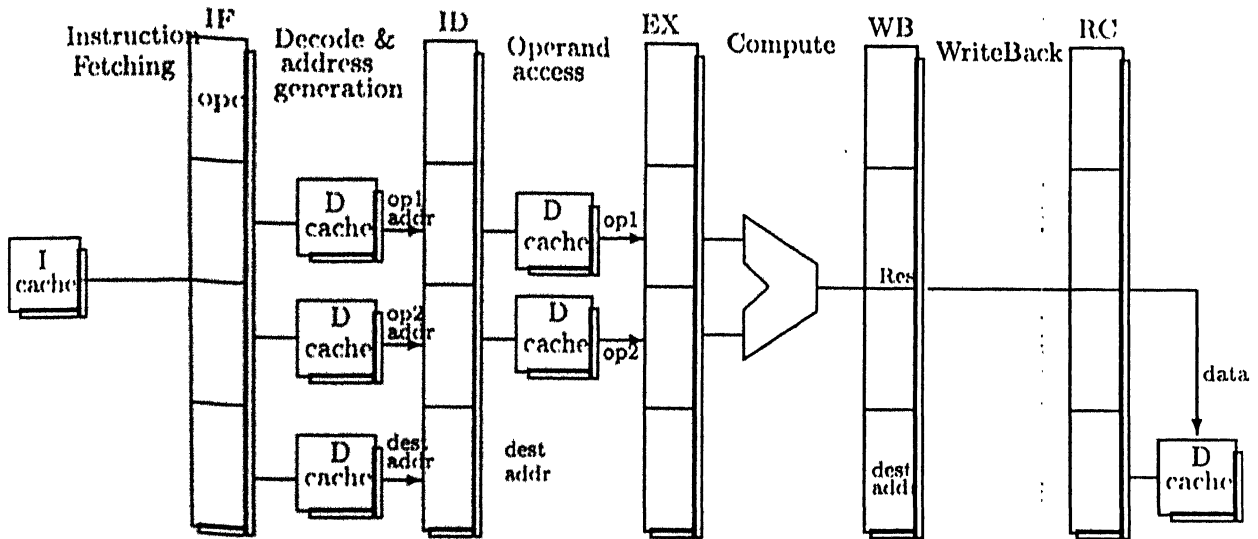 IF
ID
EX
WB
RC
Instruction
Fetching
Decode &
address
generation
Operand
access
Compute
WriteBack
opc
I
cache
D
cache
op1
addr
D
cache
op2
addr
D
cache
dest
addr
D
cache
op1
D
cache
op2
dest
addr
Res
dest
addr
data
D
cache